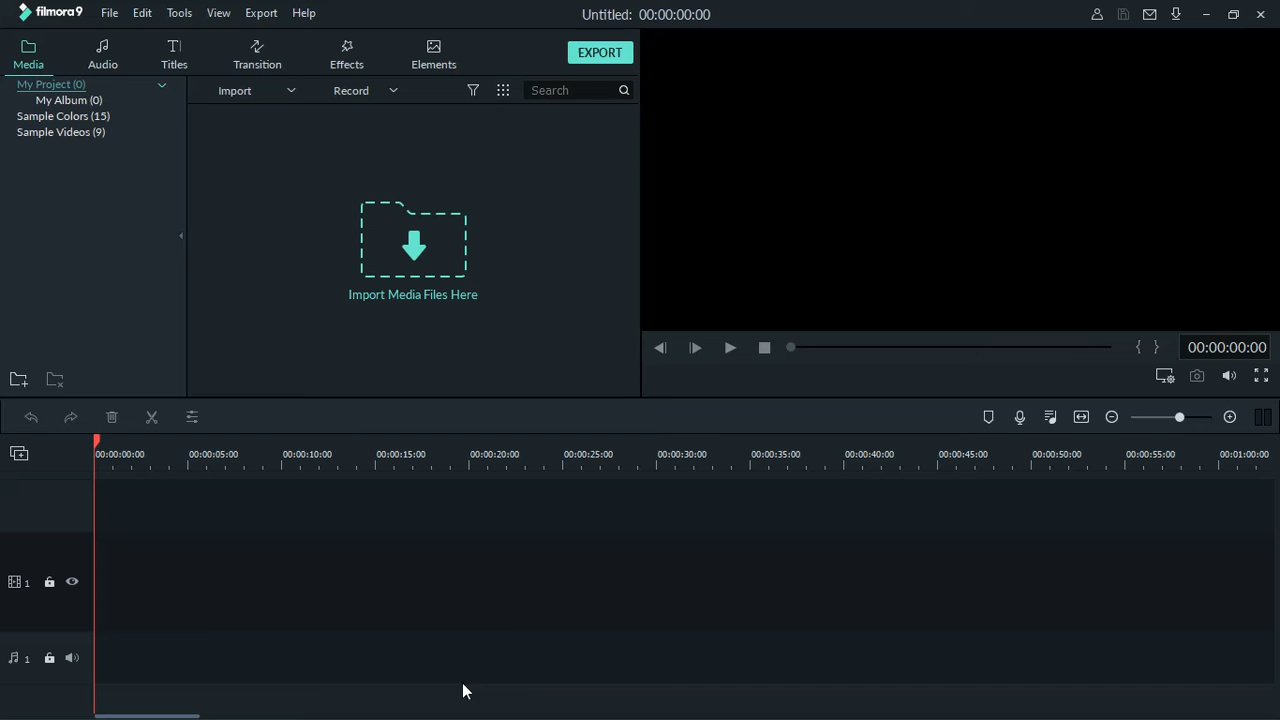 filmora9 File Edit Tools View Export Help Untitled: 00:00:00:00
Media Audio Titles Transition Effects Elements EXPORT
My Project (0)
My Album (0)
Sample Colors (15)
Sample Videos (9)
Import Record Search
Import Media Files Here
00:00:00:00
00:00:00:00 00:00:05:00 00:00:10:00 00:00:15:00 00:00:20:00 00:00:25:00 00:00:30:00 00:00:35:00 00:00:40:00 00:00:45:00 00:00:50:00 00:00:55:00 00:01:00:00
1
1